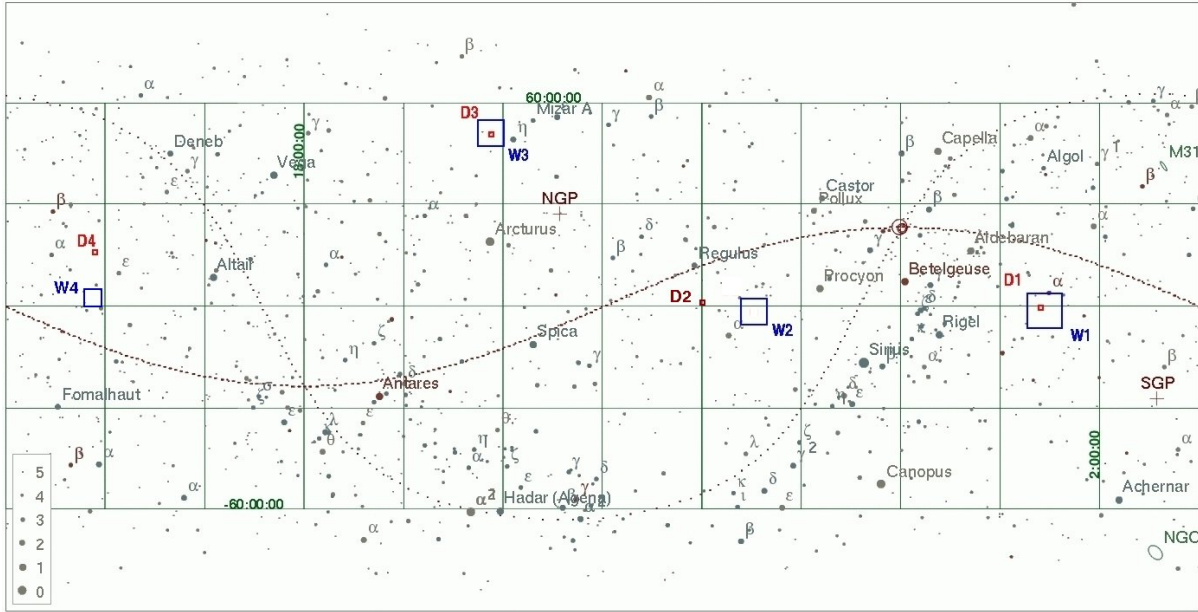 β
α
α
60:00:00
γ
β
D3
Mizar A
γ
α
γ
η
Deneb
W3
β
Capella
γ
Algol
M31
18:00:00
γ
Vega
ε
Castor
β
β
NGP
Pollux
β
α
α
D4
Arcturus
δ
γ
Aldebaran
α
ε
α
β
Regulus
Altair
Procyon
Betelgeuse
D1
α
W4
D2
δ
W2
Rigel
W1
ζ
Spica
α
η
γ
Sirius
β
α
β
δ
Antares
δ
SGP
Fomalhaut
σ
ζ
ε
ε
ε
λ
θ
θ
2:00:00
η
ζ
ζ
α
β
α
α
γ
δ
λ
γ 2
5
4
3
2
1
0
α
ε
κ
δ
Canopus
ι
ε
-60:00:00
α 2
Hadar (Agena)
Achernar
α
β
NGC